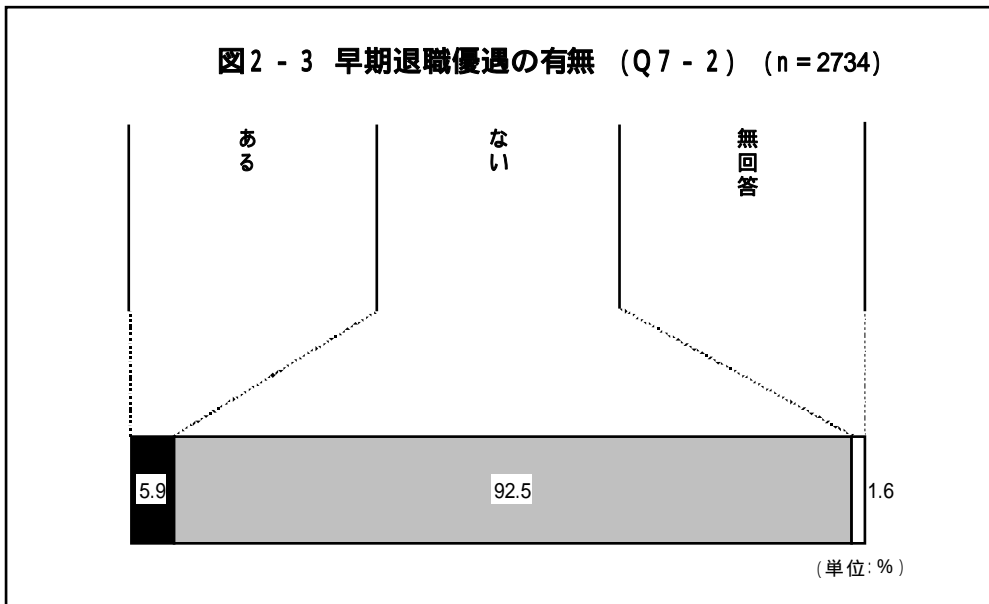 図2-3 早期退職優遇の有無 (Q7-2) (n=2734)
ある
ない
無回答
5.9
92.5
1.6
(単位:%)